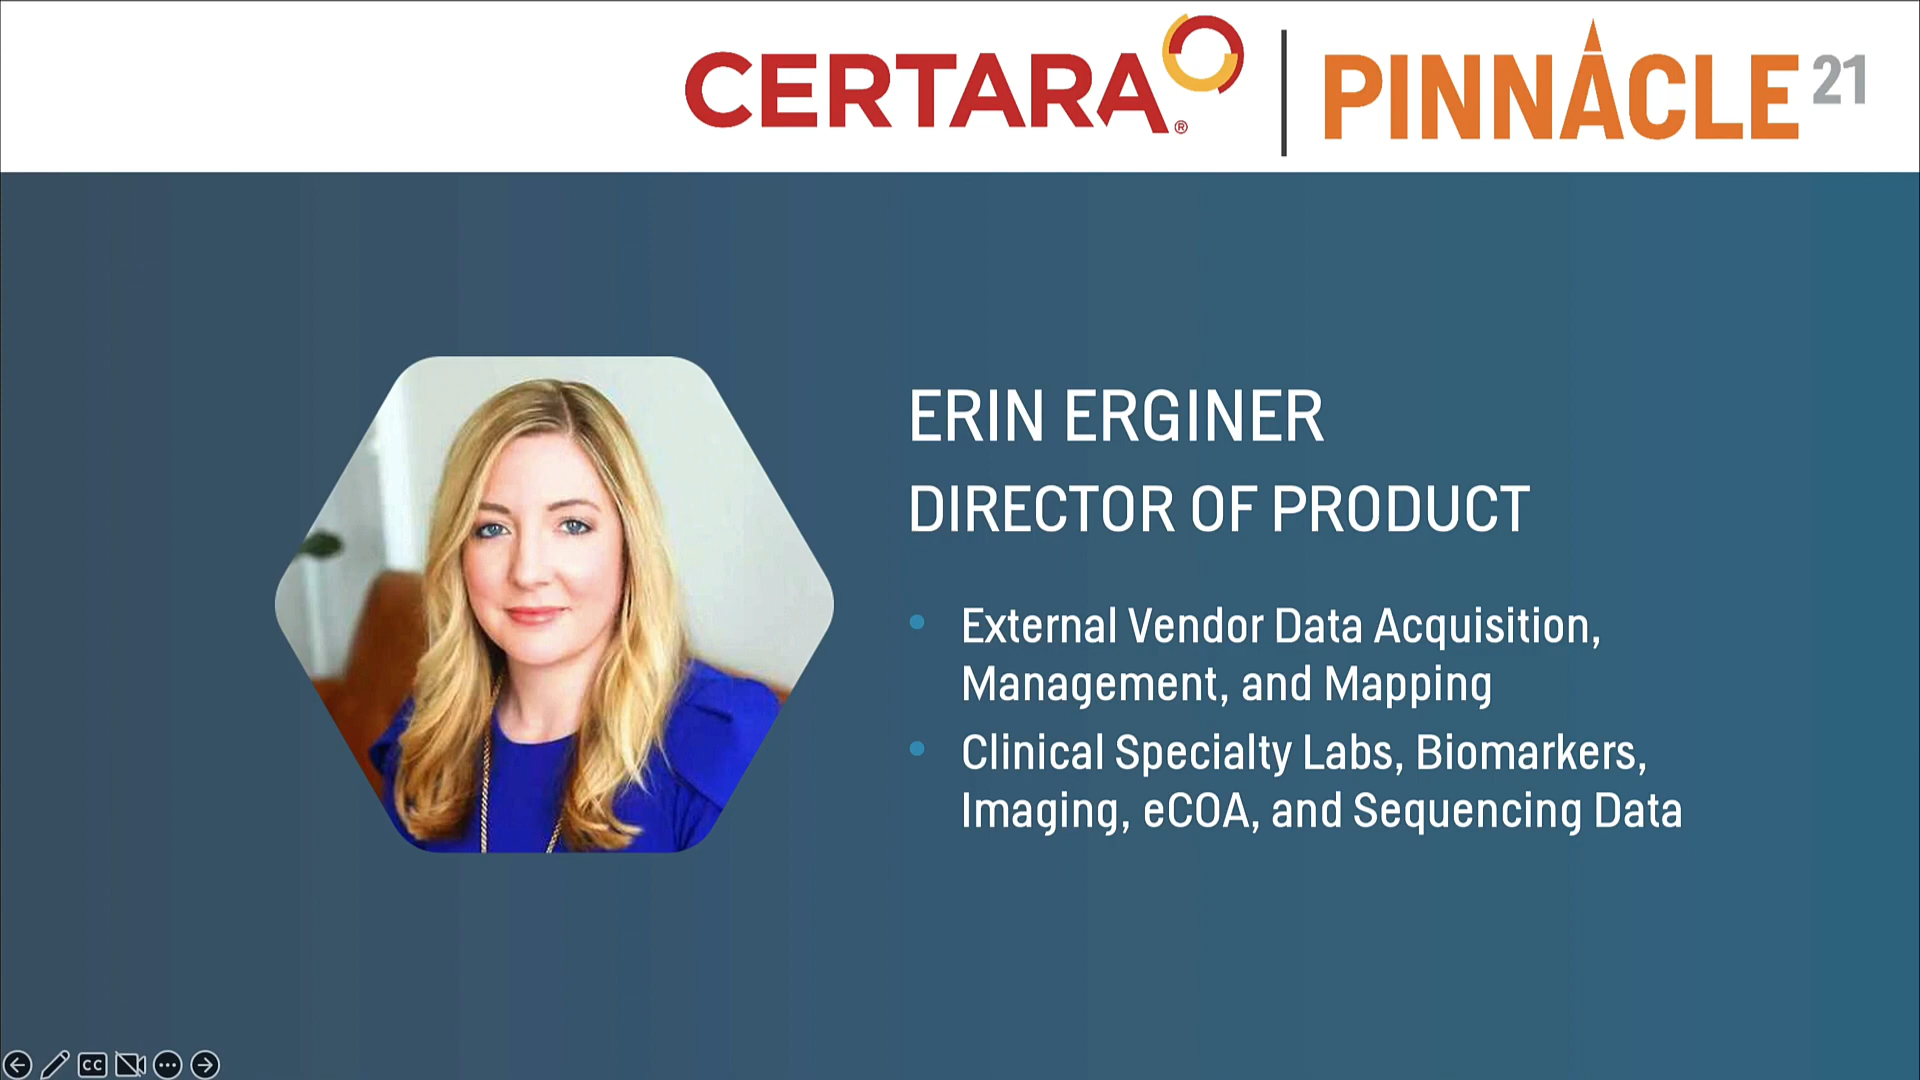 CERTARA® | PINNACLE 21
ERIN ERGINER
DIRECTOR OF PRODUCT
• External Vendor Data Acquisition,
Management, and Mapping
• Clinical Specialty Labs, Biomarkers,
Imaging, eCOA, and Sequencing Data
CC